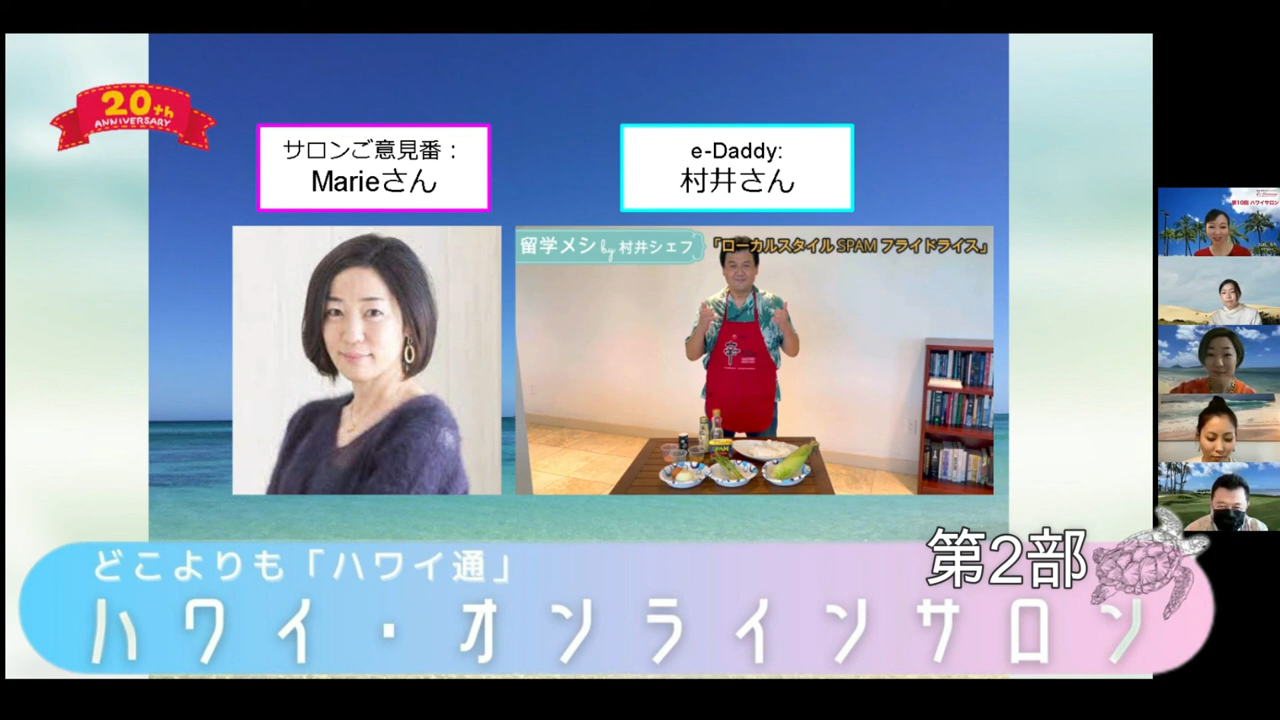 20th
ANNIVERSARY
サロンご意見番：
Marieさん
e-Daddy:
村井さん
留学メシ by 村井シェフ
「ローカルスタイル SPAM フライドライス」
辛
SPAM
第10回 ハワイサロン
第2部
どこよりも「ハワイ通」
ハワイ・オンラインサロン